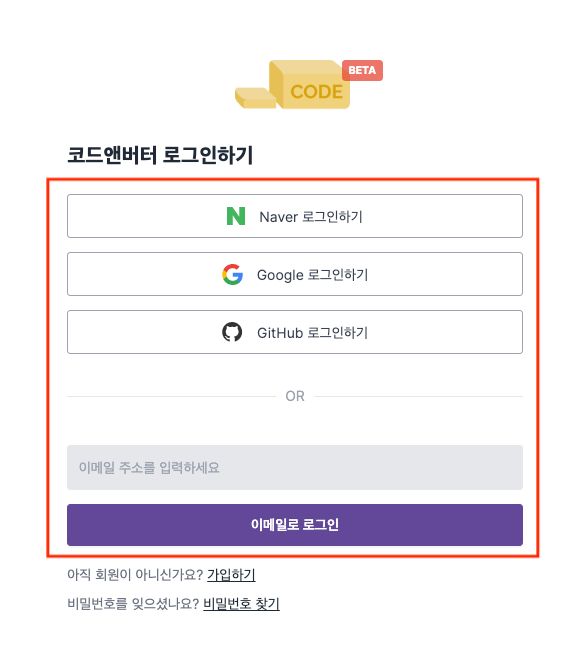 BETA
CODE
코드앤버터 로그인하기
Naver 로그인하기
Google 로그인하기
GitHub 로그인하기
OR
이메일 주소를 입력하세요
이메일로 로그인
아직 회원이 아니신가요? 가입하기
비밀번호를 잊으셨나요? 비밀번호 찾기